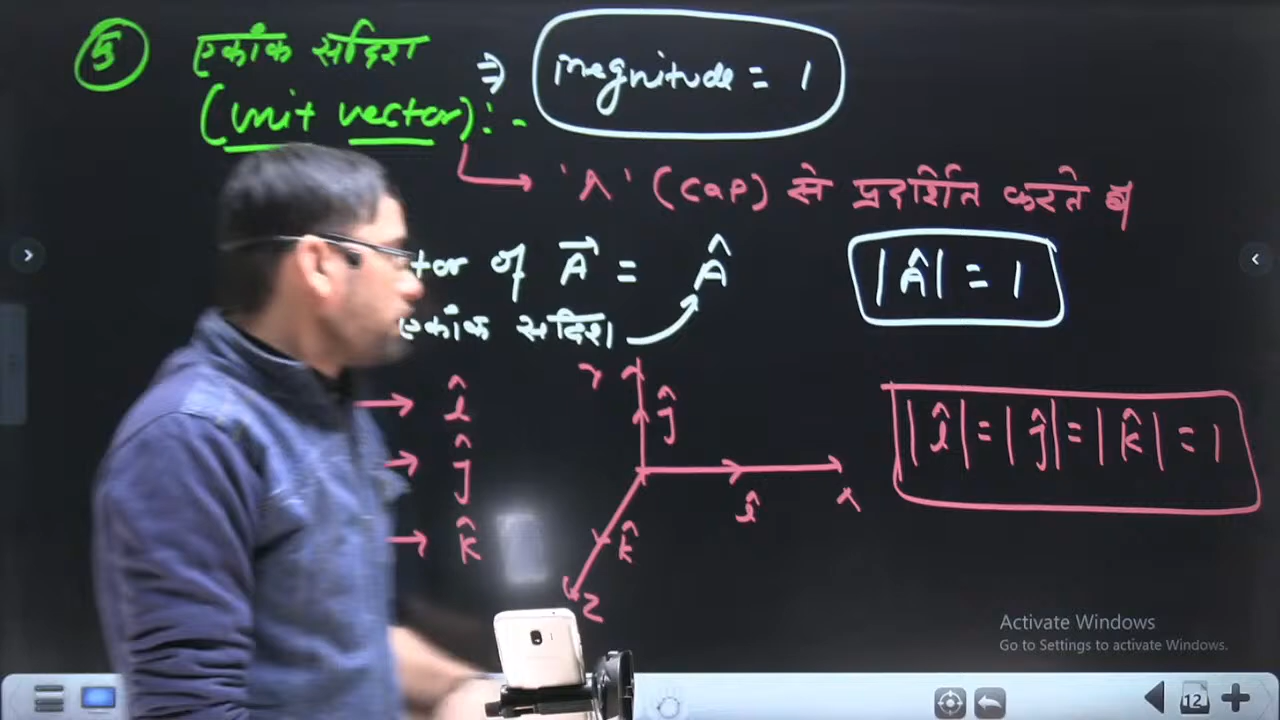 5 एकांक सदिश
(unit vector) :- ⇒ magnitude = 1
'∧' (cap) से प्रदर्शित करते है
tor of A⃗ = Â
एकांक सदिश
|Â| = 1
→ î
→ ĵ
→ k̂
Y
ĵ
î
X
k̂
Z
|î| = |ĵ| = |k̂| = 1
Activate Windows
Go to Settings to activate Windows.
12